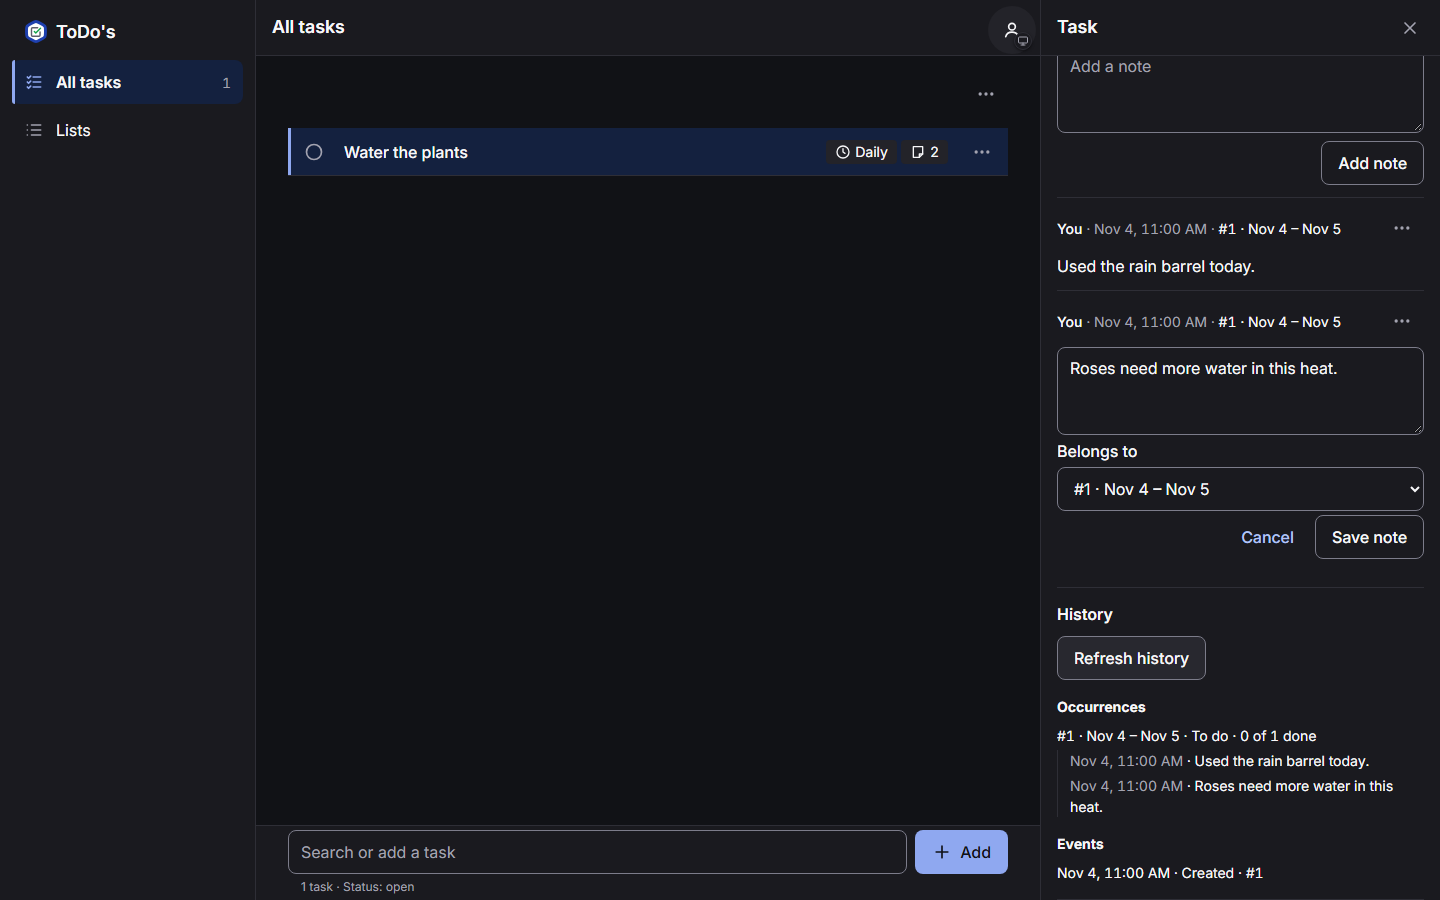 ToDo's
All tasks 1
Lists
All tasks
Water the plants Daily 2
Search or add a task
Add
1 task · Status: open
Task
Add a note
Add note
You · Nov 4, 11:00 AM · #1 · Nov 4 – Nov 5
Used the rain barrel today.
You · Nov 4, 11:00 AM · #1 · Nov 4 – Nov 5
Roses need more water in this heat.
Belongs to
#1 · Nov 4 – Nov 5
Cancel Save note
History
Refresh history
Occurrences
#1 · Nov 4 – Nov 5 · To do · 0 of 1 done
Nov 4, 11:00 AM · Used the rain barrel today.
Nov 4, 11:00 AM · Roses need more water in this
heat.
Events
Nov 4, 11:00 AM · Created · #1